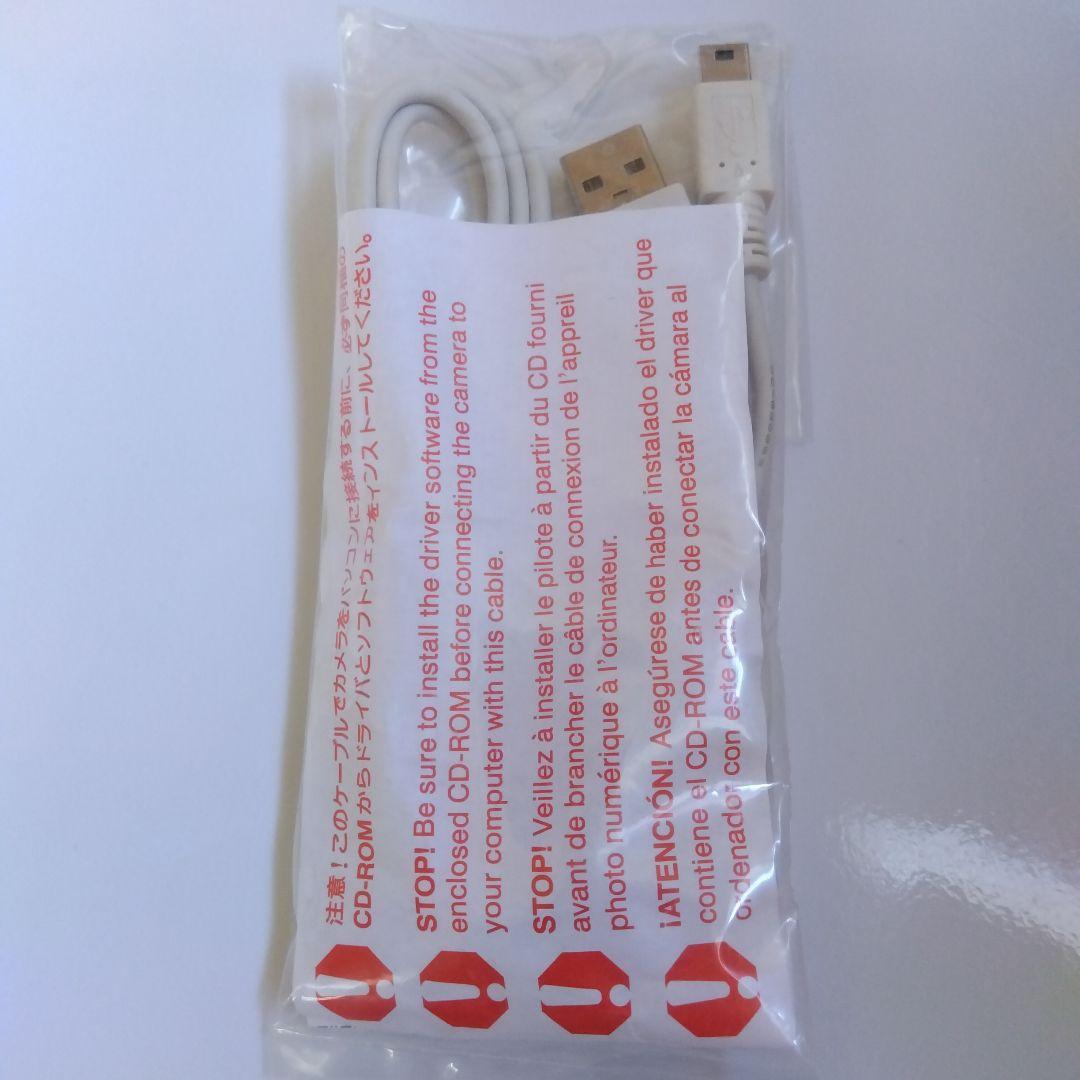 注意！このケーブルでカメラをパソコンに接続する前に、必ず同梱の
CD-ROMからドライバとソフトウェアをインストールしてください。
STOP! Be sure to install the driver software from the
enclosed CD-ROM before connecting the camera to
your computer with this cable.
STOP! Veillez à installer le pilote à partir du CD fourni
avant de brancher le câble de connexion de l'appreil
photo numérique à l'ordinateur.
¡ATENCIÓN! Asegúrese de haber instalado el driver que
contiene el CD-ROM antes de conectar la cámara al
ordenador con este cable.